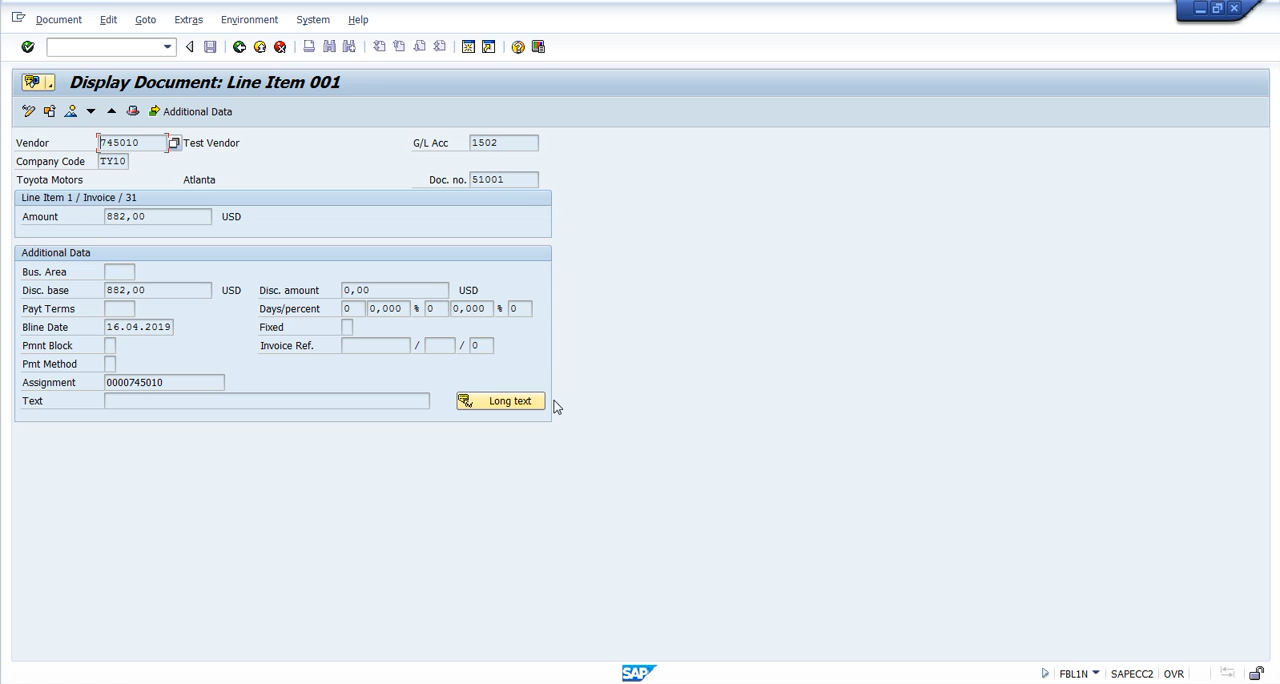 Document Edit Goto Extras Environment System Help
Display Document: Line Item 001
Additional Data
Vendor 745010 Test Vendor G/L Acc 1502
Company Code TY10
Toyota Motors Atlanta Doc. no. 51001
Line Item 1 / Invoice / 31
Amount 882,00 USD
Additional Data
Bus. Area
Disc. base 882,00 USD Disc. amount 0,00 USD
Payt Terms Days/percent 0 0,000 % 0 0,000 % 0
Bline Date 16.04.2019 Fixed
Pmnt Block Invoice Ref. / / 0
Pmt Method
Assignment 0000745010
Text Long text
SAP FBL1N SAPECC2 OVR